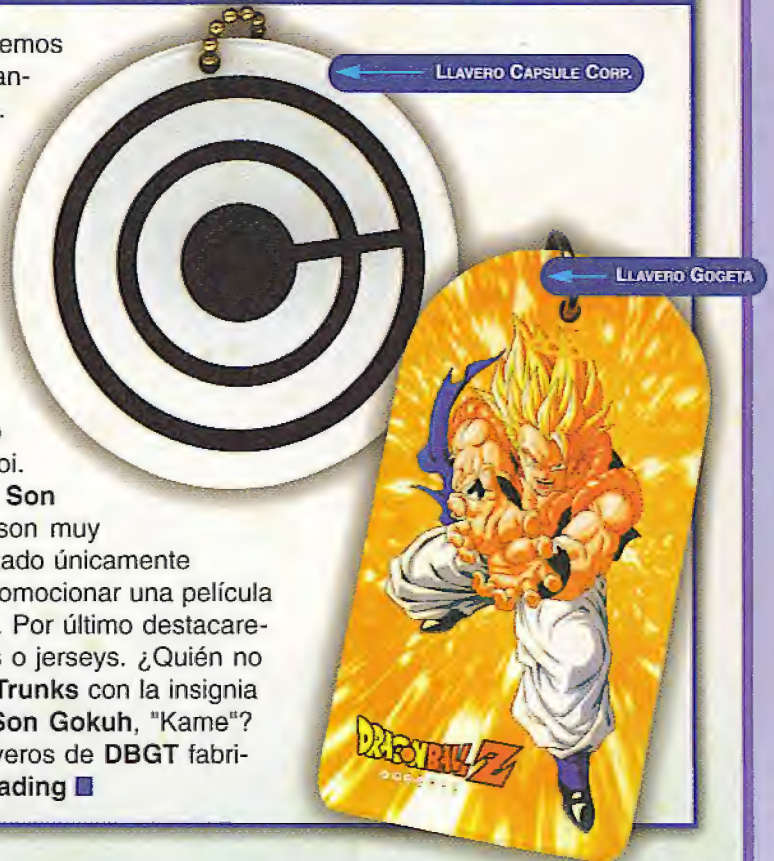 emos
an-
.
LLAVERO CAPSULE CORP.
LLAVERO GOGETA
oi.
Son
son muy
ado únicamente
omocionar una película
. Por último destacare-
s o jerseys. ¿Quién no
Trunks con la insignia
Son Gokuh, "Kame"?
veros de DBGT fabri-
ading
DRAGON BALL Z